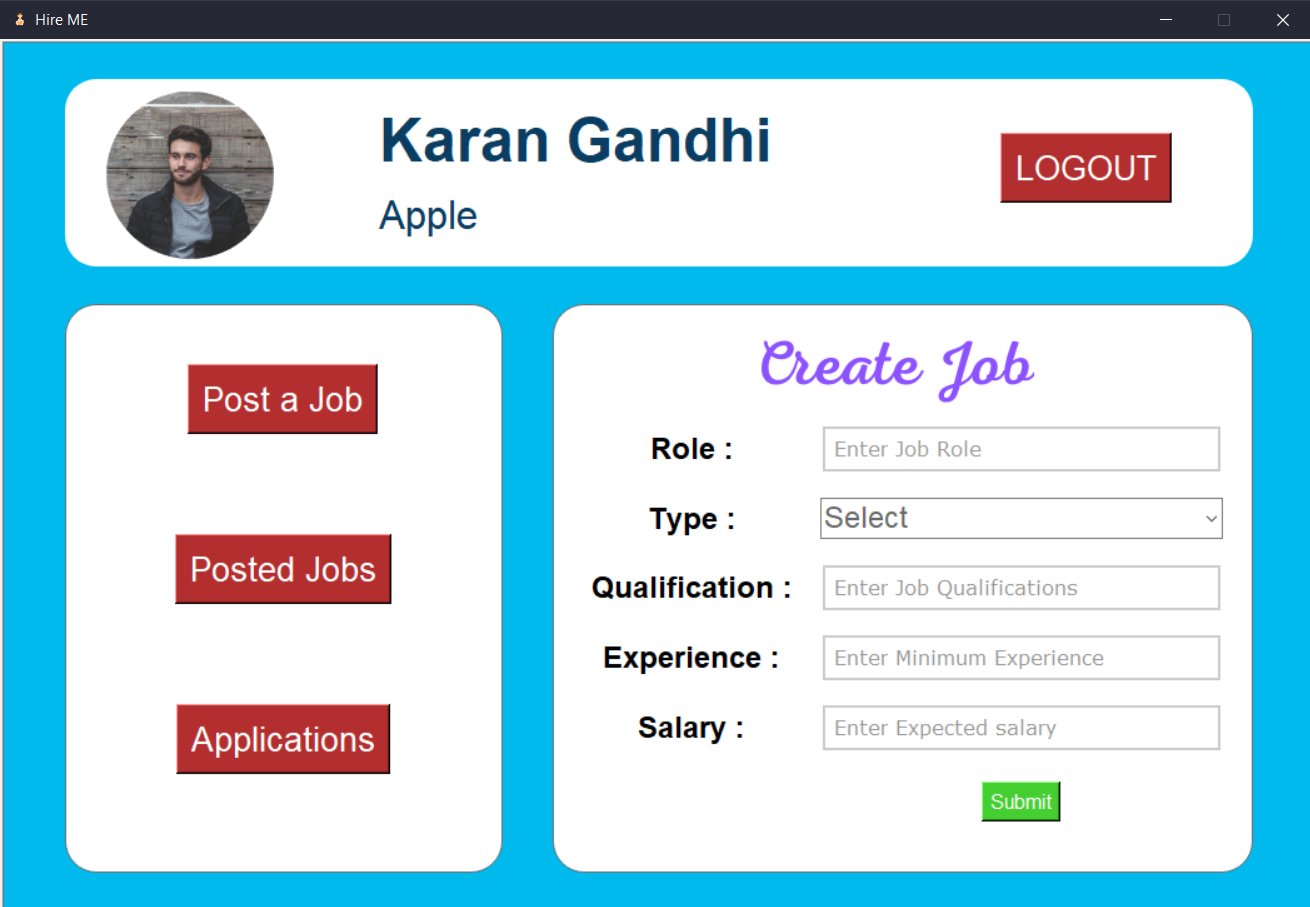 Hire ME
Karan Gandhi
Apple
LOGOUT
Post a Job
Posted Jobs
Applications
Create Job
Role : Enter Job Role
Type : Select
Qualification : Enter Job Qualifications
Experience : Enter Minimum Experience
Salary : Enter Expected salary
Submit